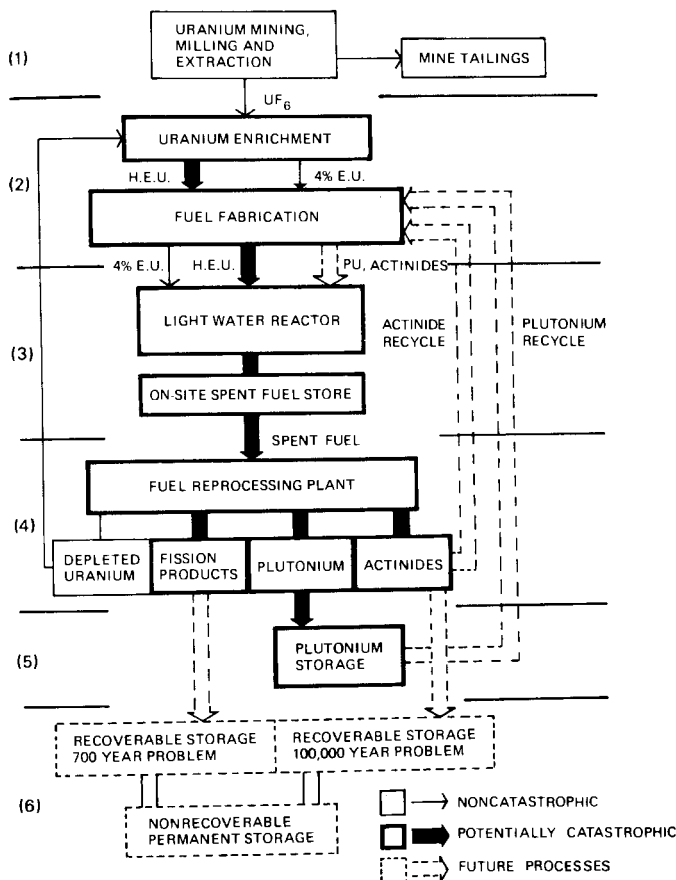 (1)
URANIUM MINING,
MILLING AND
EXTRACTION
MINE TAILINGS
UF6
URANIUM ENRICHMENT
(2)
H.E.U.
4% E.U.
FUEL FABRICATION
4% E.U.
H.E.U.
PU, ACTINIDES
(3)
LIGHT WATER REACTOR
ACTINIDE
RECYCLE
PLUTONIUM
RECYCLE
ON-SITE SPENT FUEL STORE
SPENT FUEL
FUEL REPROCESSING PLANT
(4)
DEPLETED
URANIUM
FISSION
PRODUCTS
PLUTONIUM
ACTINIDES
(5)
PLUTONIUM
STORAGE
RECOVERABLE STORAGE
700 YEAR PROBLEM
RECOVERABLE STORAGE
100,000 YEAR PROBLEM
(6)
NONRECOVERABLE
PERMANENT STORAGE
NONCATASTROPHIC
POTENTIALLY CATASTROPHIC
FUTURE PROCESSES